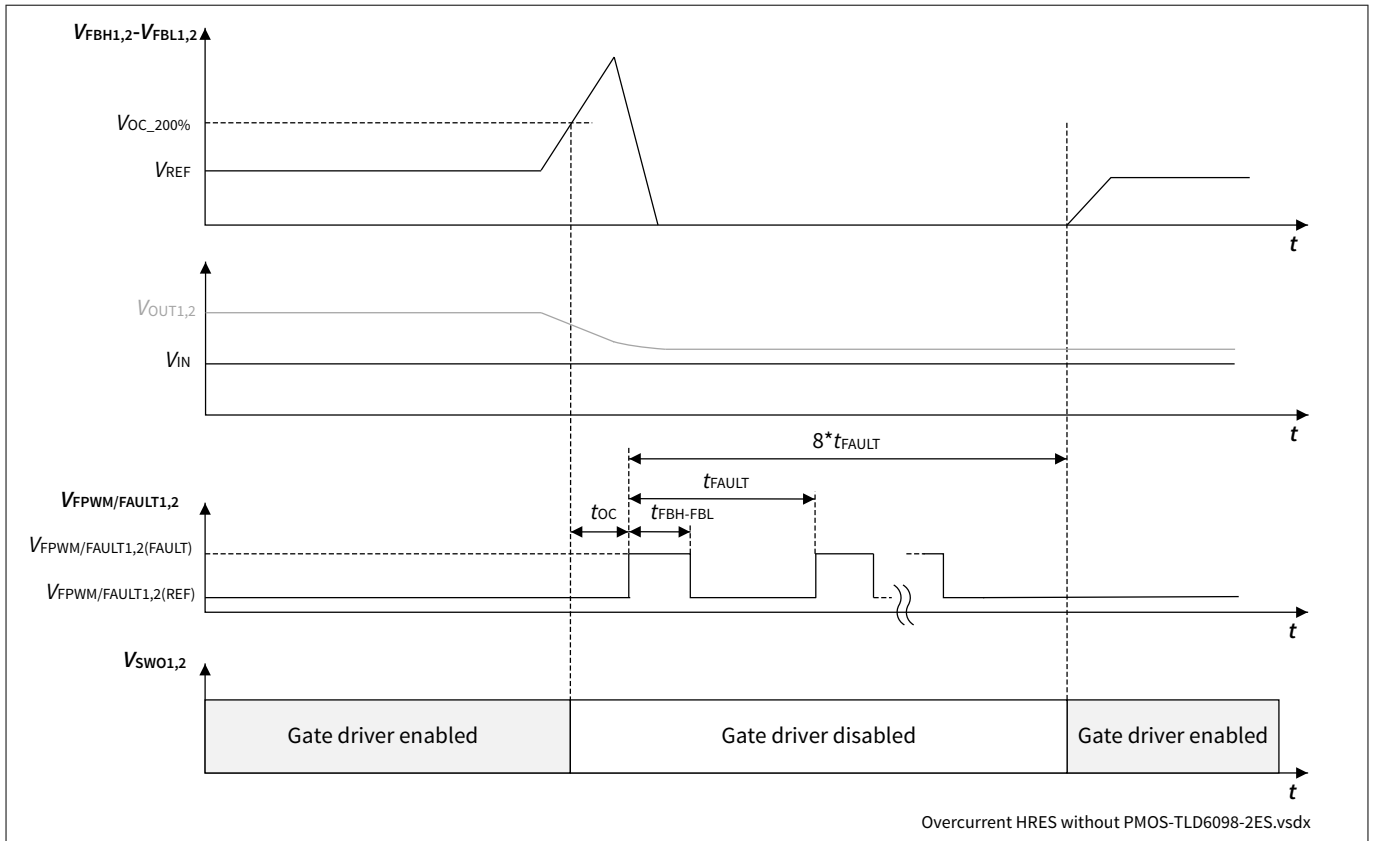 VFBH1,2-VFBL1,2
VOC_200%
VREF
t
VOUT1,2
VIN
t
8*tFAULT
tFAULT
VFPWM/FAULT1,2
tOC
tFBH-FBL
VFPWM/FAULT1,2(FAULT)
VFPWM/FAULT1,2(REF)
t
VSWO1,2
Gate driver enabled
Gate driver disabled
Gate driver enabled
t
Overcurrent HRES without PMOS-TLD6098-2ES.vsdx